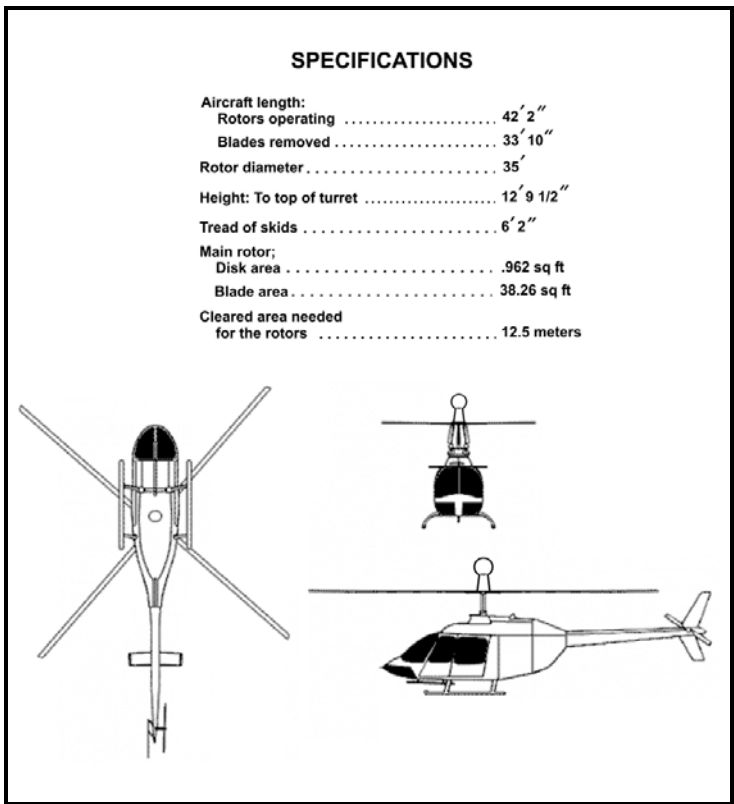 SPECIFICATIONS
Aircraft length:
Rotors operating ...................... 42′ 2″
Blades removed ........................ 33′ 10″
Rotor diameter........................... 35′
Height: To top of turret ................... 12′ 9 1/2″
Tread of skids ............................ 6′ 2″
Main rotor;
Disk area .............................. .962 sq ft
Blade area.............................. 38.26 sq ft
Cleared area needed
for the rotors .......................... 12.5 meters